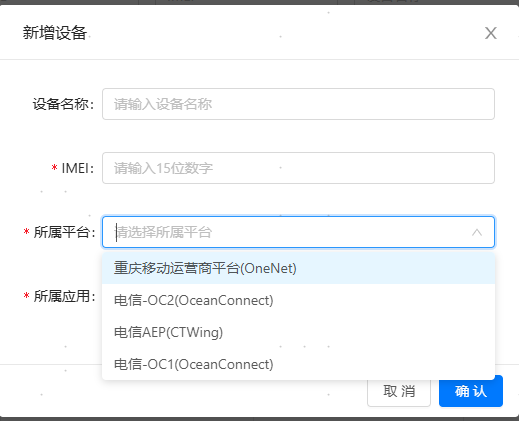 新增设备
设备名称:
请输入设备名称
* IMEI:
请输入15位数字
* 所属平台:
请选择所属平台
重庆移动运营商平台(OneNet)
* 所属应用:
电信-OC2(OceanConnect)
电信AEP(CTWing)
电信-OC1(OceanConnect)
取 消
确 认